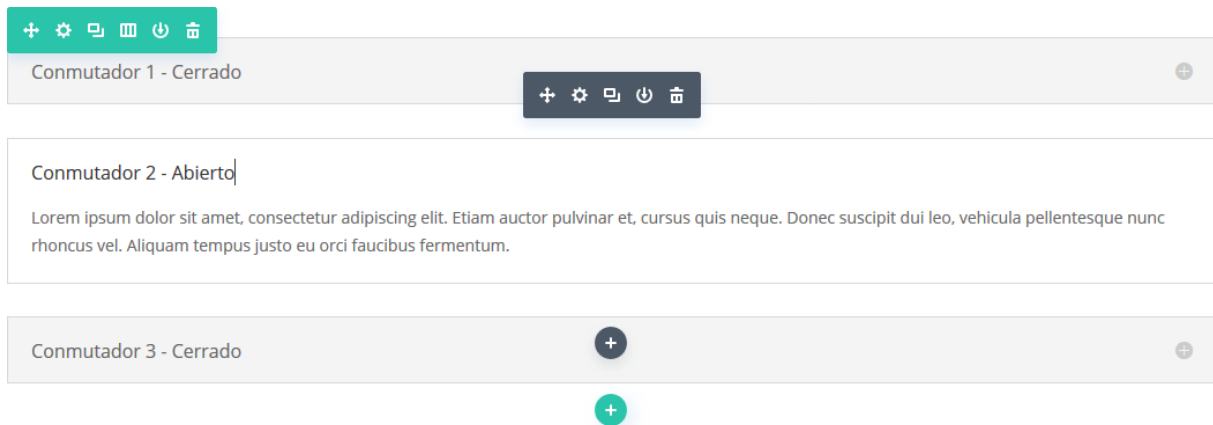 Conmutador 1 - Cerrado
Conmutador 2 - Abierto
Lorem ipsum dolor sit amet, consectetur adipiscing elit. Etiam auctor pulvinar et, cursus quis neque. Donec suscipit dui leo, vehicula pellentesque nunc
rhoncus vel. Aliquam tempus justo eu orci faucibus fermentum.
Conmutador 3 - Cerrado